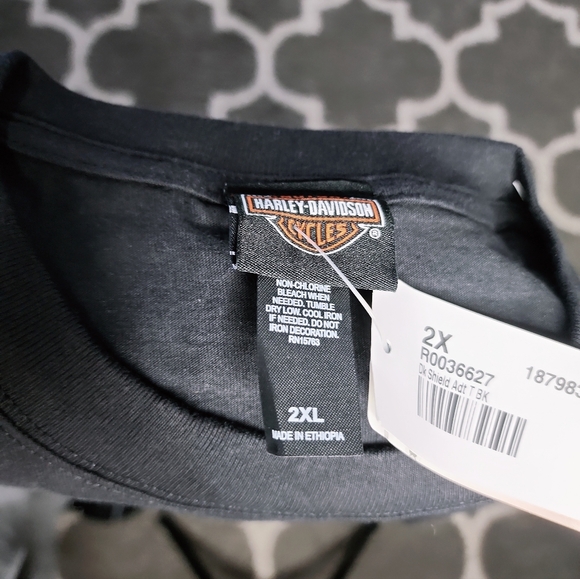 HARLEY-DAVIDSON
CYCLES
®
NON-CHLORINE
BLEACH WHEN
NEEDED. TUMBLE
DRY LOW. COOL IRON
IF NEEDED. DO NOT
IRON DECORATION.
RN15763
2XL
MADE IN ETHIOPIA
2X
R0036627
Dk Shield Adt T BK